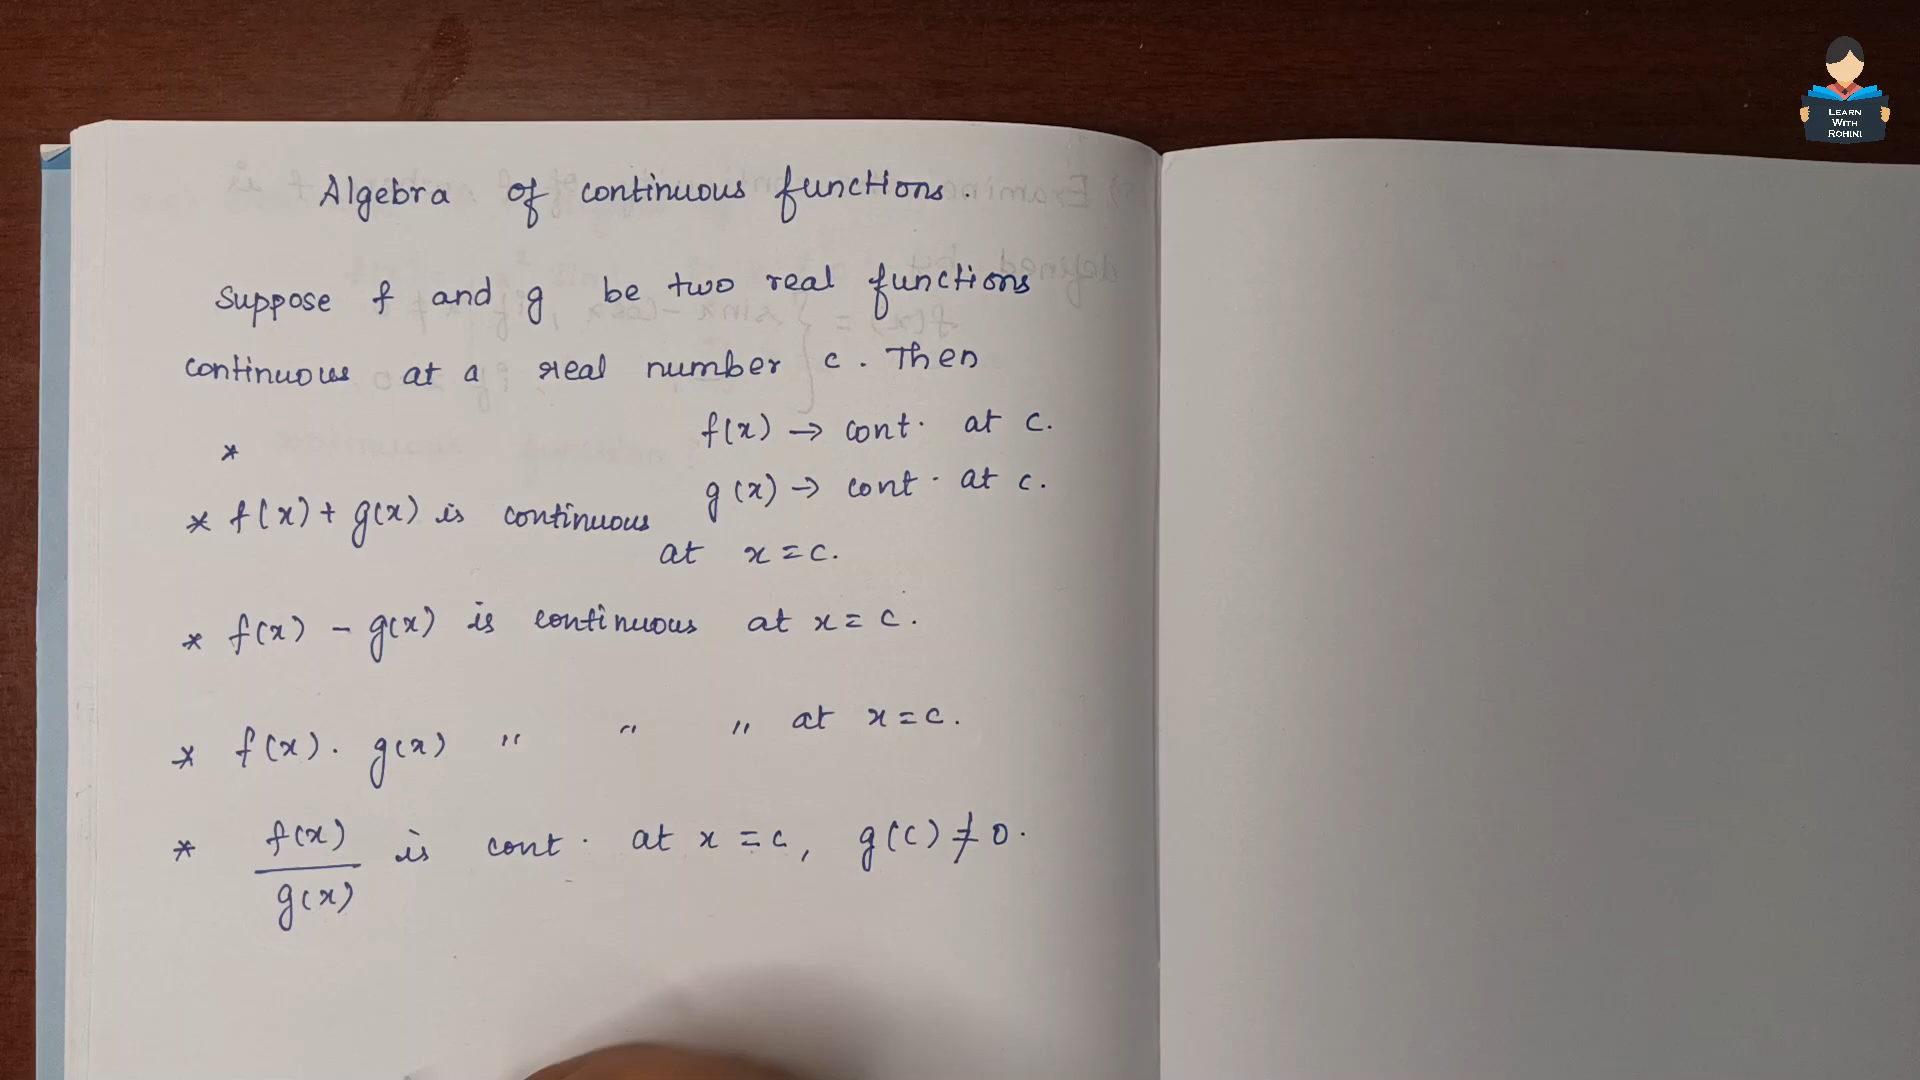 Algebra of continuous functions.
Suppose f and g be two real functions
continuous at a real number c. Then
f(x) → cont. at c.
*
g(x) → cont. at c.
* f(x) + g(x) is continuous
at x = c.
* f(x) - g(x) is continuous at x = c.
* f(x). g(x) " " " at x = c.
* f(x)/g(x) is cont. at x = c, g(c) ≠ 0.
LEARN
WITH
ROHINI